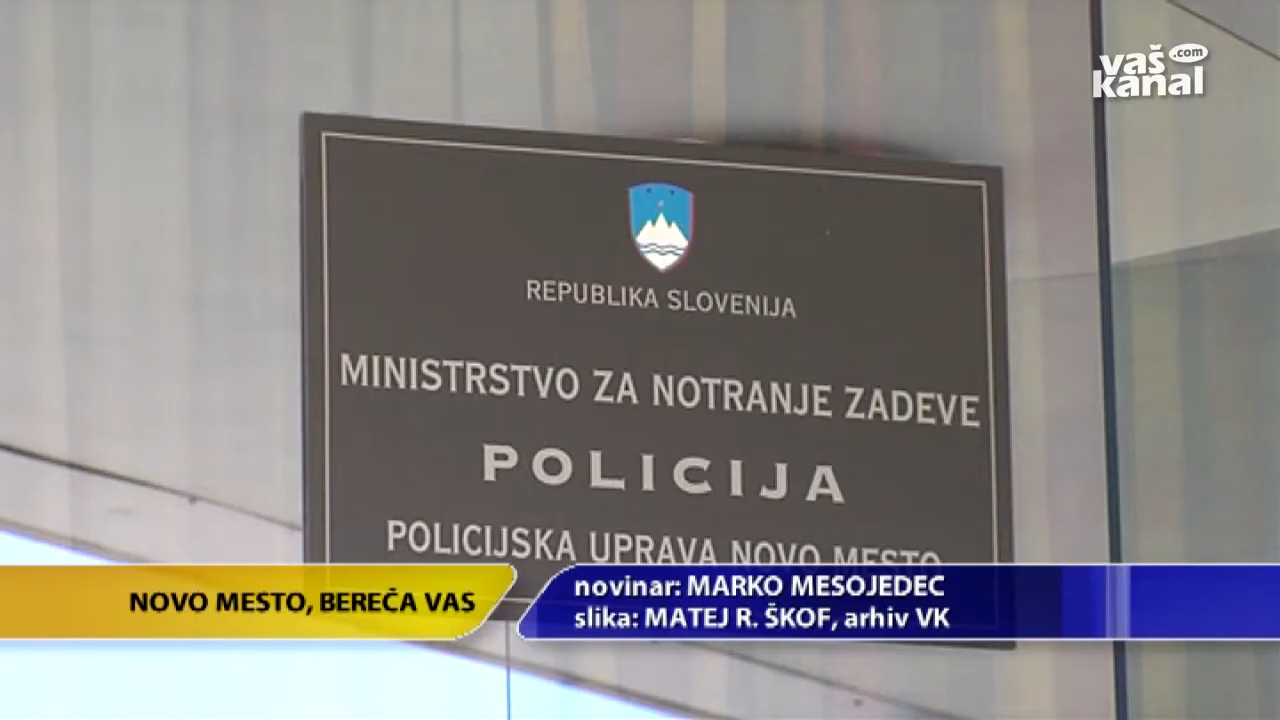 vaš
.com
kanal
REPUBLIKA SLOVENIJA
MINISTRSTVO ZA NOTRANJE ZADEVE
POLICIJA
POLICIJSKA UPRAVA NOVO MESTO
NOVO MESTO, BEREČA VAS
novinar: MARKO MESOJEDEC
slika: MATEJ R. ŠKOF, arhiv VK